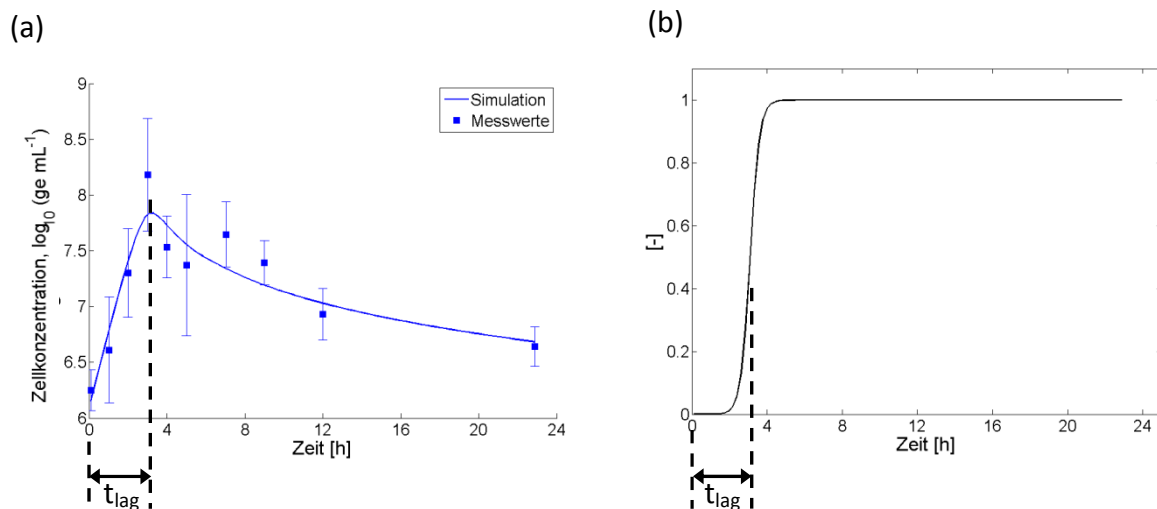 (a)
9
8.5
8
7.5
7
6.5
6
Zellkonzentration, log10 (ge mL-1)
Simulation
Messwerte
0 4 8 12 16 20 24
Zeit [h]
tlag
(b)
1
0.8
0.6
0.4
0.2
0
[-]
0 4 8 12 16 20 24
Zeit [h]
tlag